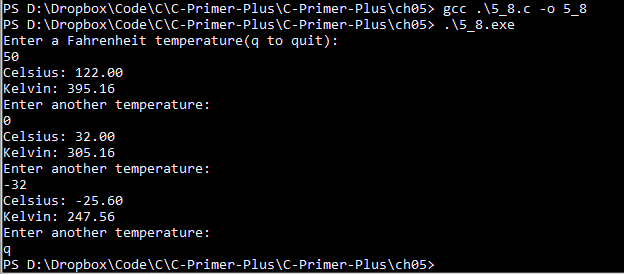 PS D:\Dropbox\Code\C\C-Primer-Plus\C-Primer-Plus\ch05> gcc .\5_8.c -o 5_8
PS D:\Dropbox\Code\C\C-Primer-Plus\C-Primer-Plus\ch05> .\5_8.exe
Enter a Fahrenheit temperature(q to quit):
50
Celsius: 122.00
Kelvin: 395.16
Enter another temperature:
0
Celsius: 32.00
Kelvin: 305.16
Enter another temperature:
-32
Celsius: -25.60
Kelvin: 247.56
Enter another temperature:
q
PS D:\Dropbox\Code\C\C-Primer-Plus\C-Primer-Plus\ch05>